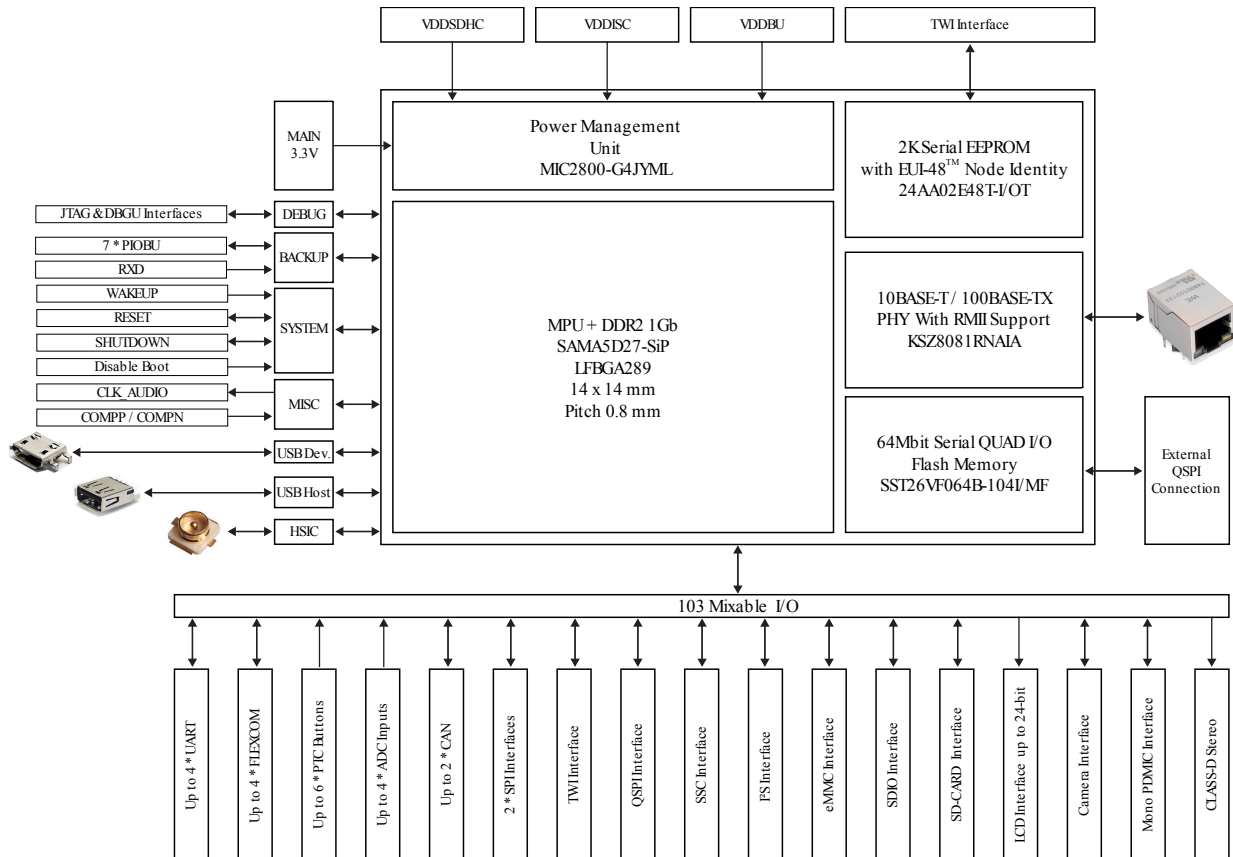 VDDSDHC
VDDISC
VDDBU
TWI Interface
MAIN
3.3V
Power Management
Unit
MIC2800-G4JYML
2K Serial EEPROM
with EUI-48™ Node Identity
24AA02E48T-I/OT
JTAG & DBGU Interfaces
DEBUG
7 * PIOBU
RXD
BACKUP
WAKEUP
RESET
SHUTDOWN
Disable Boot
SYSTEM
CLK_AUDIO
COMPP / COMPN
MISC
USB Dev.
USB Host
HSIC
MPU + DDR2 1Gb
SAMA5D27-SiP
LFBGA289
14 x 14 mm
Pitch 0.8 mm
10BASE-T / 100BASE-TX
PHY With RMII Support
KSZ8081RNAIA
64Mbit Serial QUAD I/O
Flash Memory
SST26VF064B-104I/MF
External
QSPI
Connection
103 Mixable I/O
Up to 4 * UART
Up to 4 * FLEXCOM
Up to 6 * PTC Buttons
Up to 4 * ADC Inputs
Up to 2 * CAN
2 * SPI Interfaces
TWI Interface
QSPI Interface
SSC Interface
I²S Interface
eMMC Interface
SDIO Interface
SD-CARD Interface
LCD Interface up to 24-bit
Camera Interface
Mono PDMIC Interface
CLASS-D Stereo